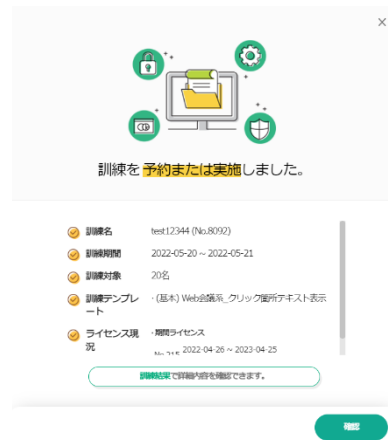 訓練を予約または実施しました。
訓練名 test12344 (No.8092)
訓練期間 2022-05-20 ~ 2022-05-21
訓練対象 20名
訓練テンプレ ・(基本) Web会議系_クリック箇所テキスト表示
ート
ライセンス現 ・期間ライセンス
況 2022-04-26 ~ 2023-04-25
訓練結果で詳細内容を確認できます。
確認